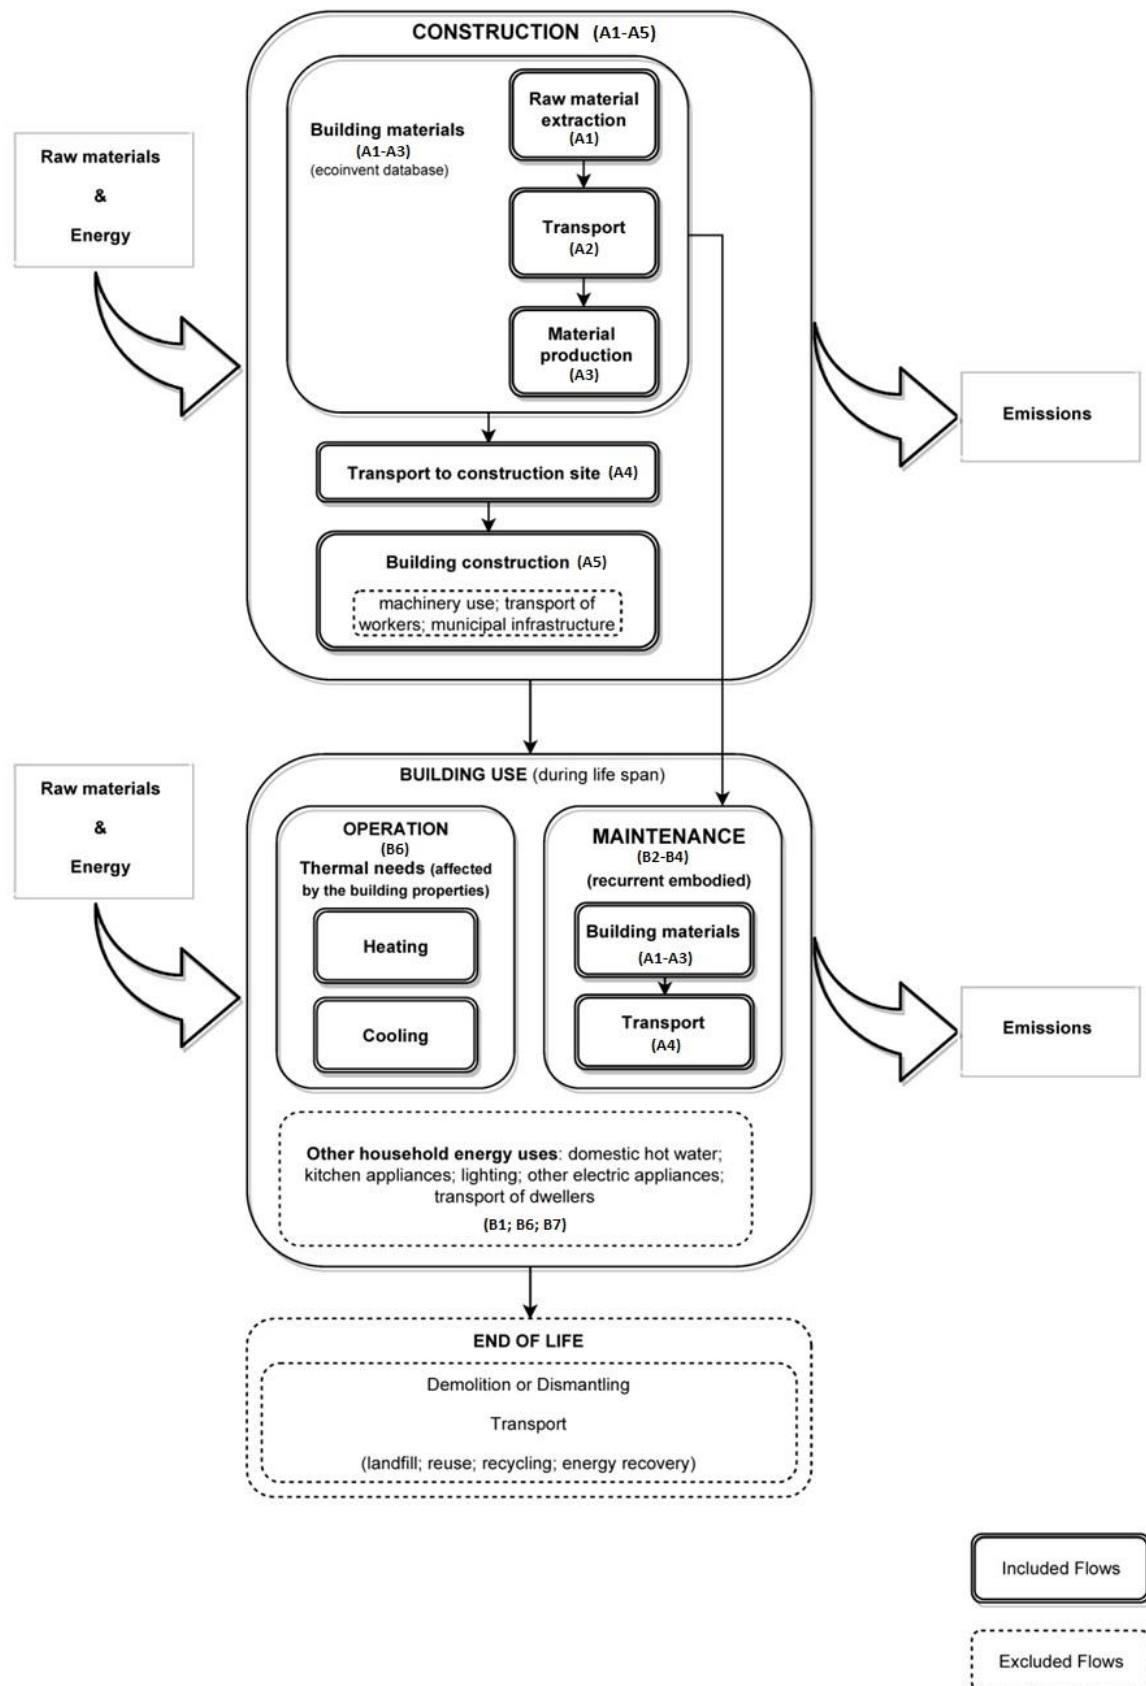 CONSTRUCTION (A1-A5)
Raw material
extraction
(A1)
Building materials
(A1-A3)
(ecoinvent database)
Raw materials
&
Energy
Transport
(A2)
Material
production
(A3)
Emissions
Transport to construction site (A4)
Building construction (A5)
machinery use; transport of
workers; municipal infrastructure
BUILDING USE (during life span)
Raw materials
&
Energy
OPERATION
(B6)
Thermal needs (affected
by the building properties)
Heating
Cooling
MAINTENANCE
(B2-B4)
(recurrent embodied)
Building materials
(A1-A3)
Transport
(A4)
Emissions
Other household energy uses: domestic hot water;
kitchen appliances; lighting; other electric appliances;
transport of dwellers
(B1; B6; B7)
END OF LIFE
Demolition or Dismantling
Transport
(landfill; reuse; recycling; energy recovery)
Included Flows
Excluded Flows